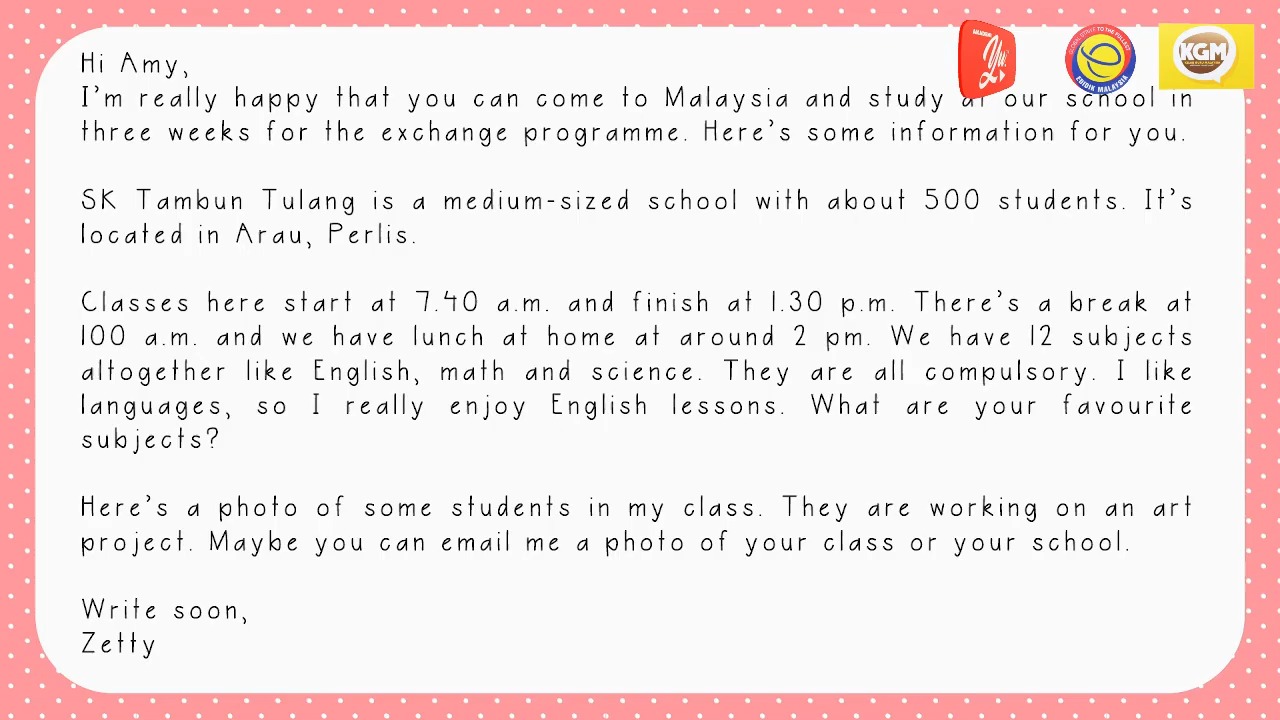 Hi Amy,
I'm really happy that you can come to Malaysia and study at our school in
three weeks for the exchange programme. Here's some information for you.
SK Tambun Tulang is a medium-sized school with about 500 students. It's
located in Arau, Perlis.
Classes here start at 7.40 a.m. and finish at 1.30 p.m. There's a break at
100 a.m. and we have lunch at home at around 2 pm. We have 12 subjects
altogether like English, math and science. They are all compulsory. I like
languages, so I really enjoy English lessons. What are your favourite
subjects?
Here's a photo of some students in my class. They are working on an art
project. Maybe you can email me a photo of your class or your school.
Write soon,
Zetty
KGM
EDIDIK MALAYSIA